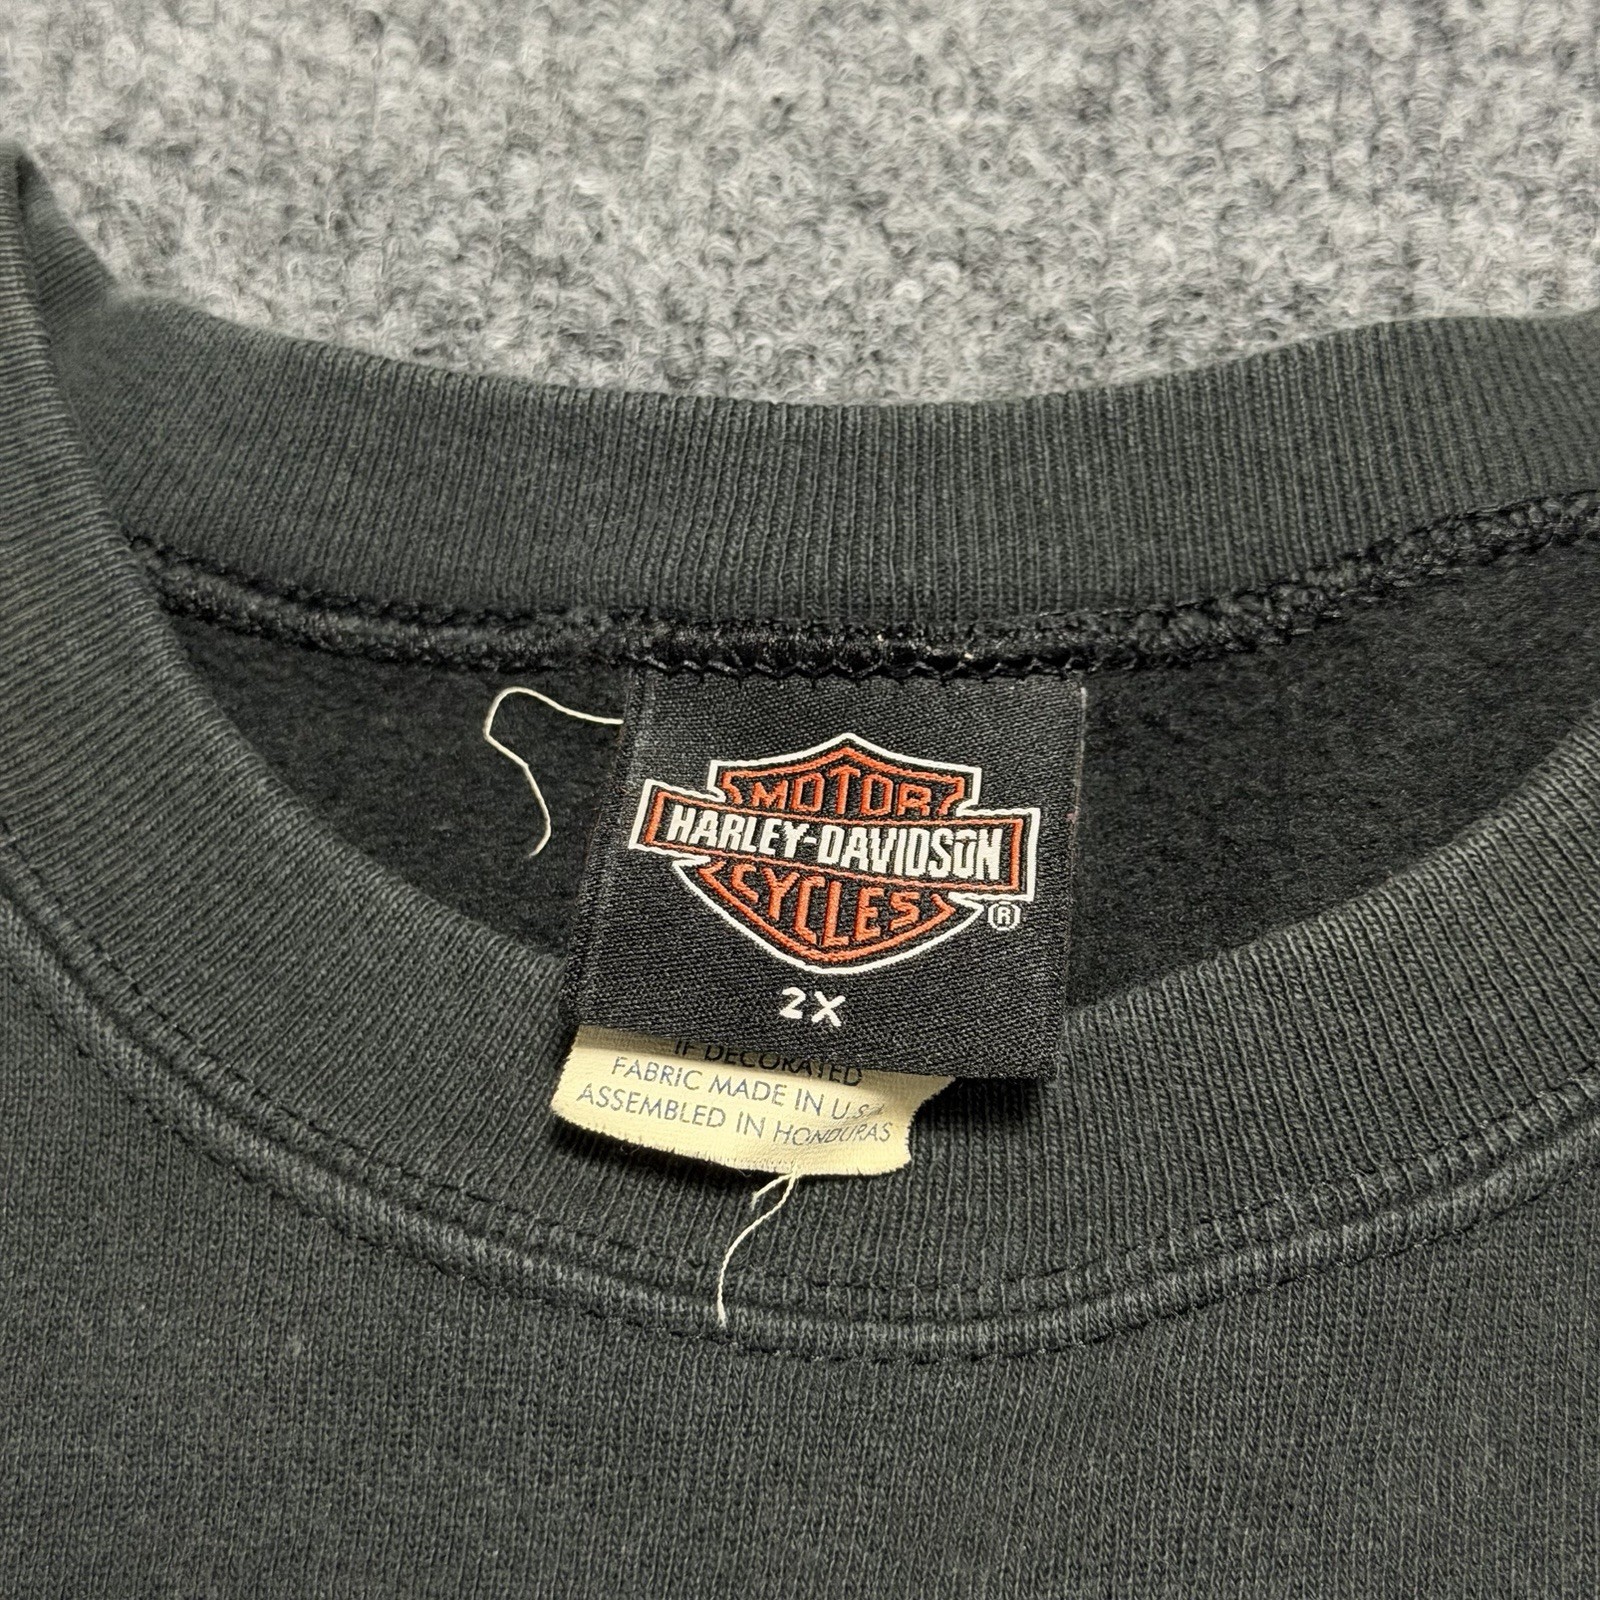 MOTOR
HARLEY-DAVIDSON
CYCLES
®
2X
IF DECORATED
FABRIC MADE IN U.S.A.
ASSEMBLED IN HONDURAS